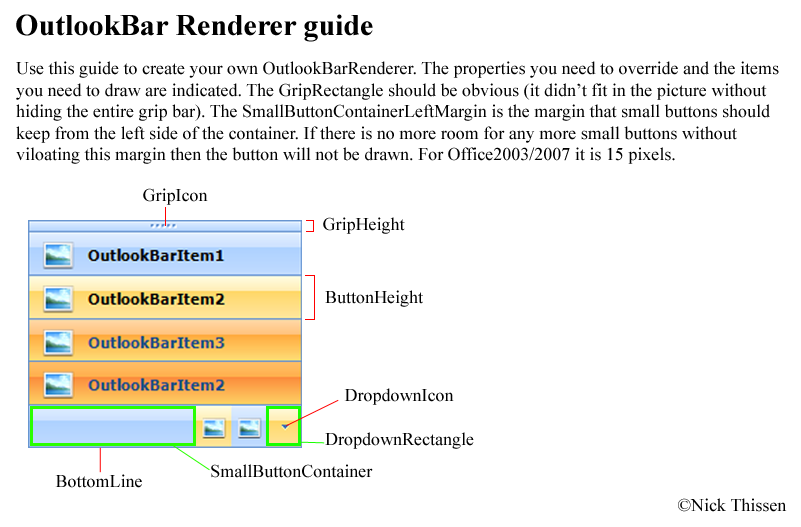 OutlookBar Renderer guide
Use this guide to create your own OutlookBarRenderer. The properties you need to override and the items
you need to draw are indicated. The GripRectangle should be obvious (it didn't fit in the picture without
hiding the entire grip bar). The SmallButtonContainerLeftMargin is the margin that small buttons should
keep from the left side of the container. If there is no more room for any more small buttons without
viloating this margin then the button will not be drawn. For Office2003/2007 it is 15 pixels.
GripIcon
GripHeight
OutlookBarItem1
OutlookBarItem2
ButtonHeight
OutlookBarItem3
OutlookBarItem2
DropdownIcon
DropdownRectangle
SmallButtonContainer
BottomLine
©Nick Thissen